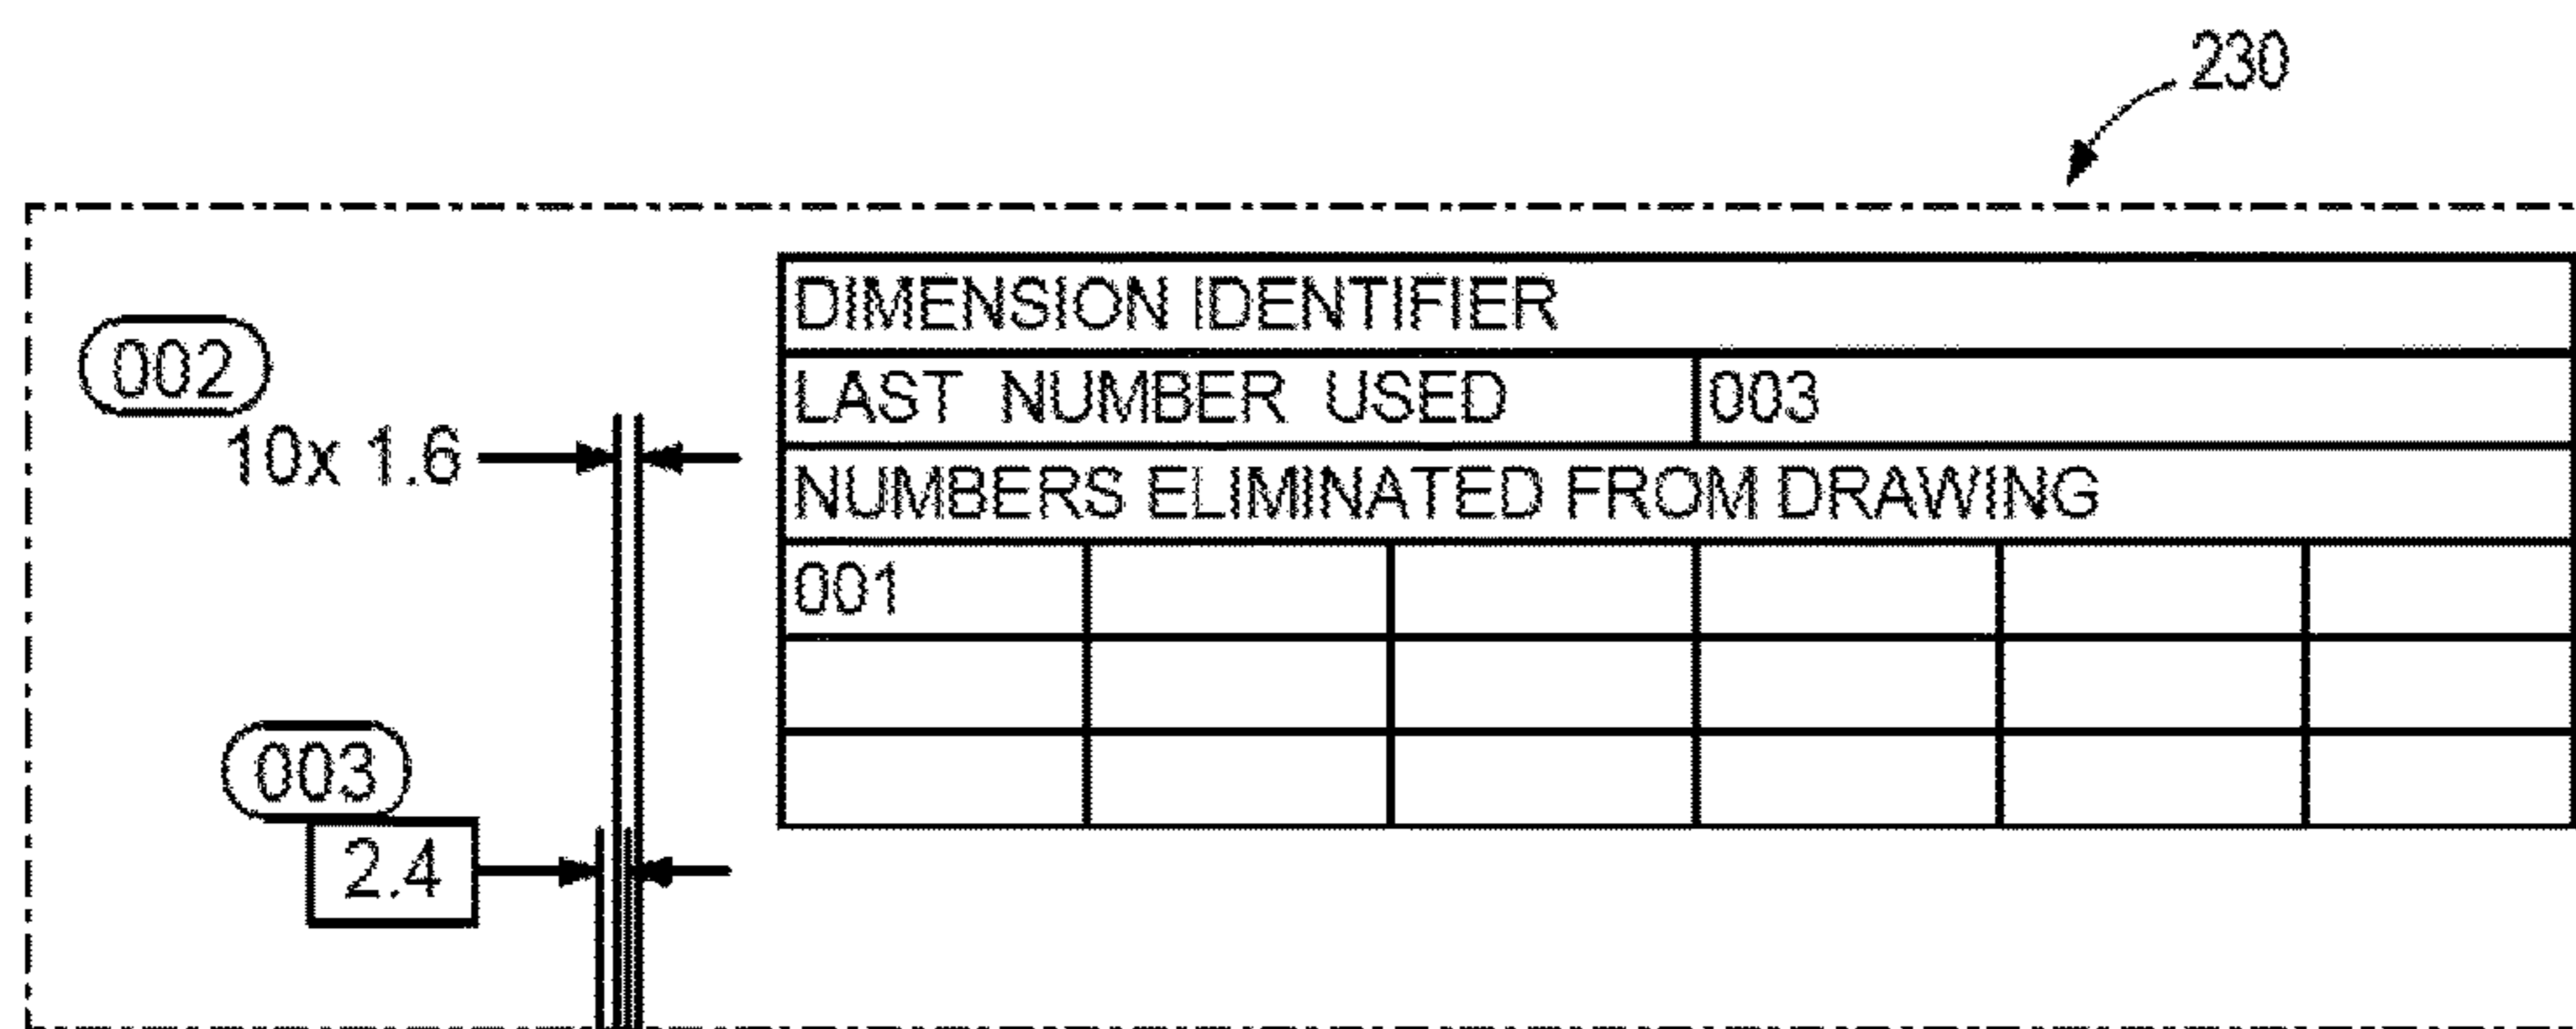 230
002
10x 1.6
003
2.4
DIMENSION IDENTIFIER
LAST NUMBER USED 003
NUMBERS ELIMINATED FROM DRAWING
001